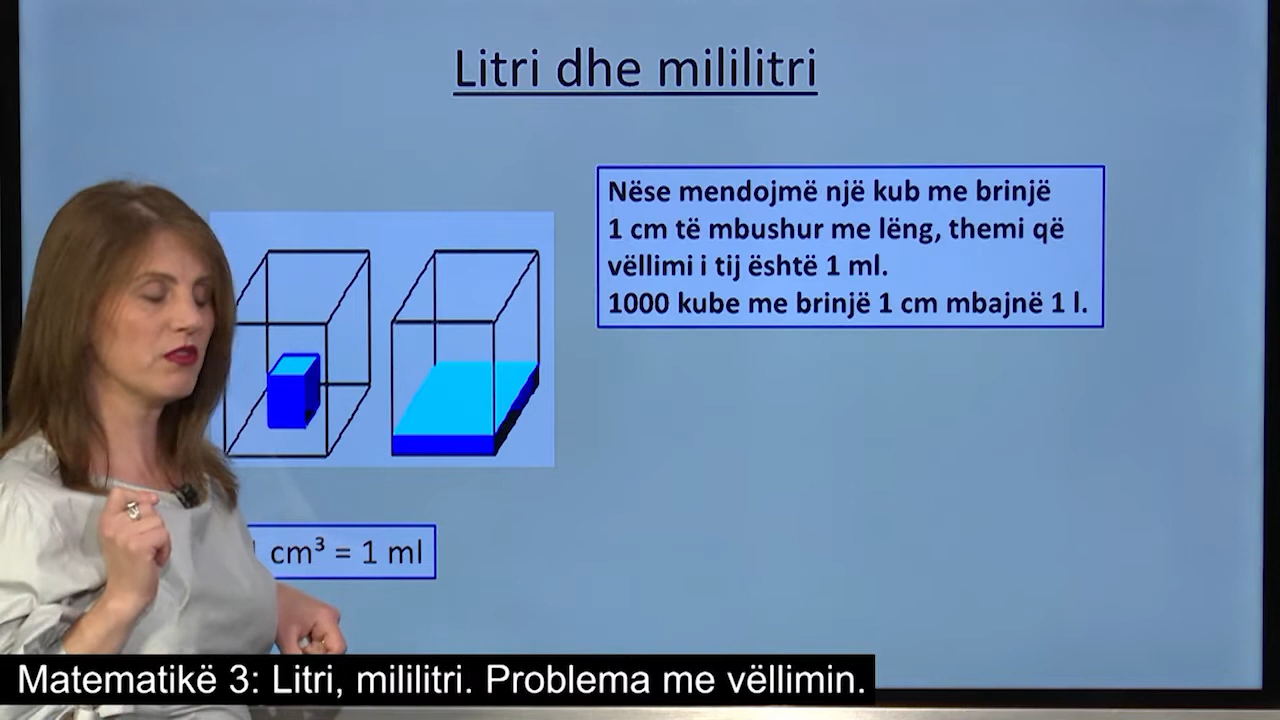 Litri dhe mililitri
Nëse mendojmë një kub me brinjë
1 cm të mbushur me lëng, themi që
vëllimi i tij është 1 ml.
1000 kube me brinjë 1 cm mbajnë 1 l.
cm³ = 1 ml
Matematikë 3: Litri, mililitri. Problema me vëllimin.